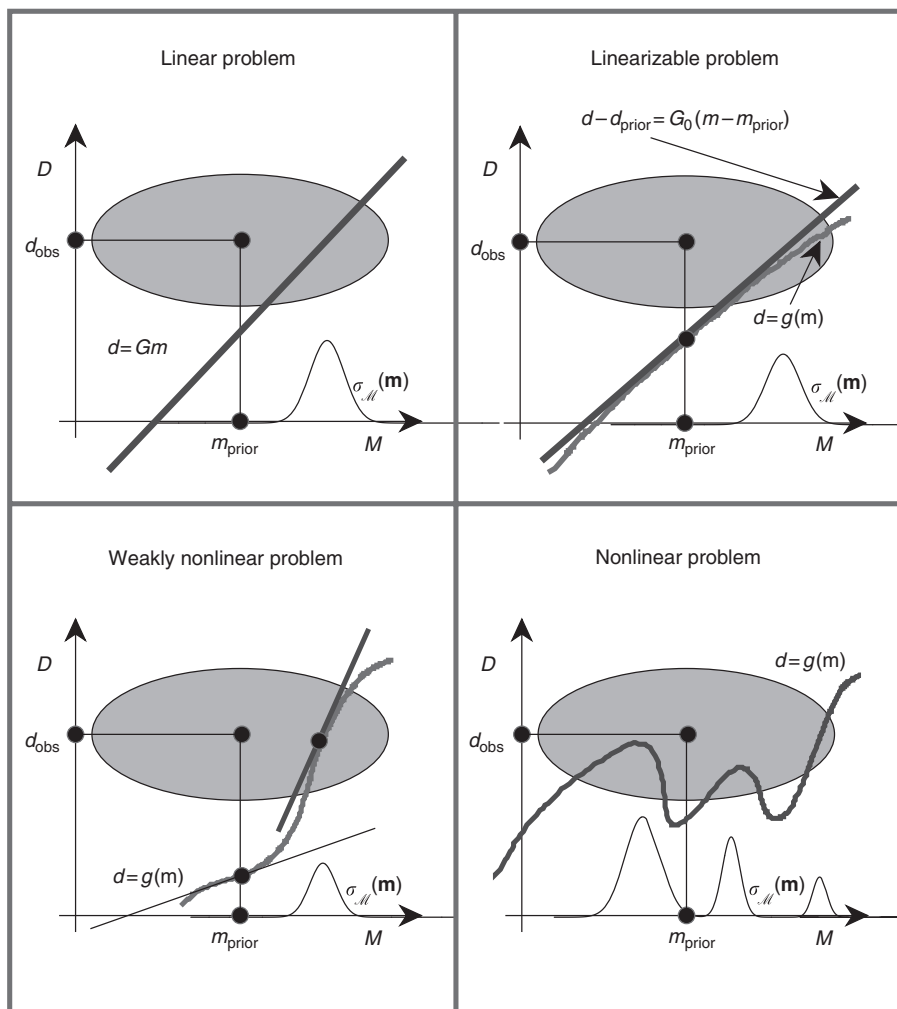 Linear problem
D
d_obs
d = Gm
σ_ℳ(m)
m_prior
M
Linearizable problem
d − d_prior = G_0 (m − m_prior)
D
d_obs
d = g(m)
σ_ℳ(m)
m_prior
M
Weakly nonlinear problem
D
d_obs
d = g(m)
σ_ℳ(m)
m_prior
M
Nonlinear problem
D
d = g(m)
d_obs
σ_ℳ(m)
m_prior
M